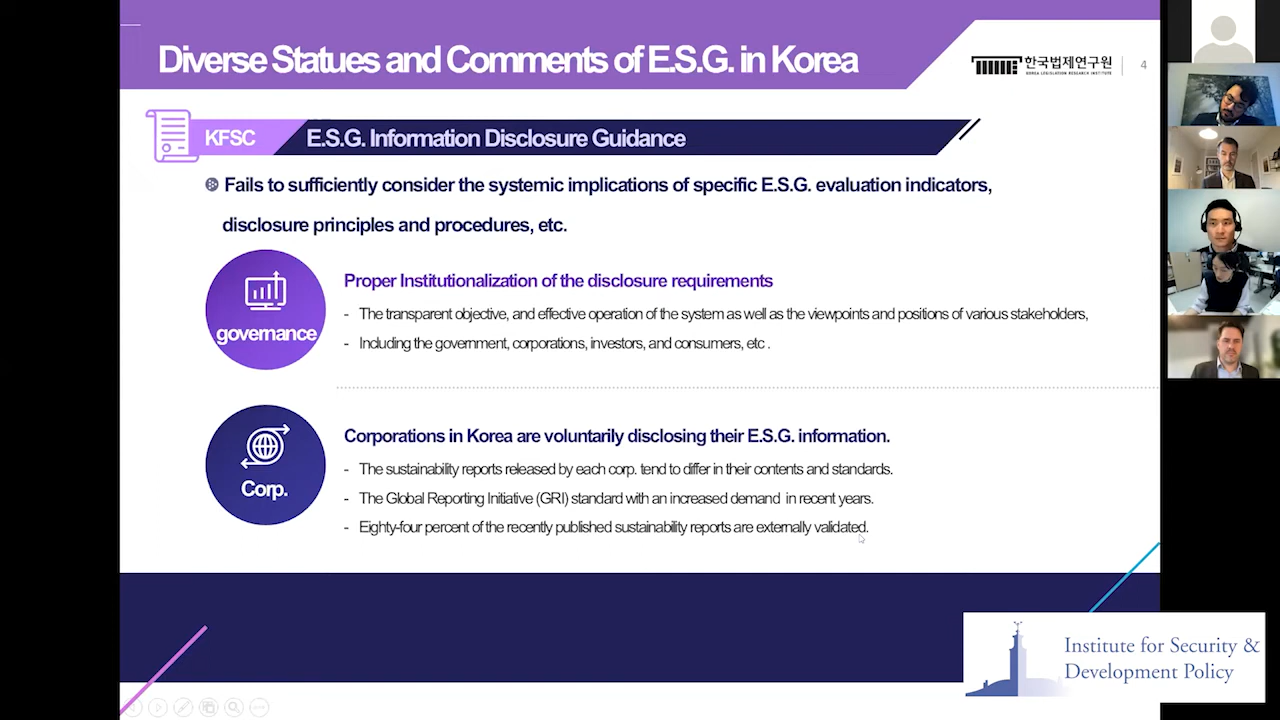 Diverse Statues and Comments of E.S.G. in Korea
한국법제연구원
KOREA LEGISLATION RESEARCH INSTITUTE
4
KFSC
E.S.G. Information Disclosure Guidance
Fails to sufficiently consider the systemic implications of specific E.S.G. evaluation indicators,
disclosure principles and procedures, etc.
governance
Proper Institutionalization of the disclosure requirements
- The transparent objective, and effective operation of the system as well as the viewpoints and positions of various stakeholders,
- Including the government, corporations, investors, and consumers, etc .
Corp.
Corporations in Korea are voluntarily disclosing their E.S.G. information.
- The sustainability reports released by each corp. tend to differ in their contents and standards.
- The Global Reporting Initiative (GRI) standard with an increased demand in recent years.
- Eighty-four percent of the recently published sustainability reports are externally validated.
Institute for Security &
Development Policy